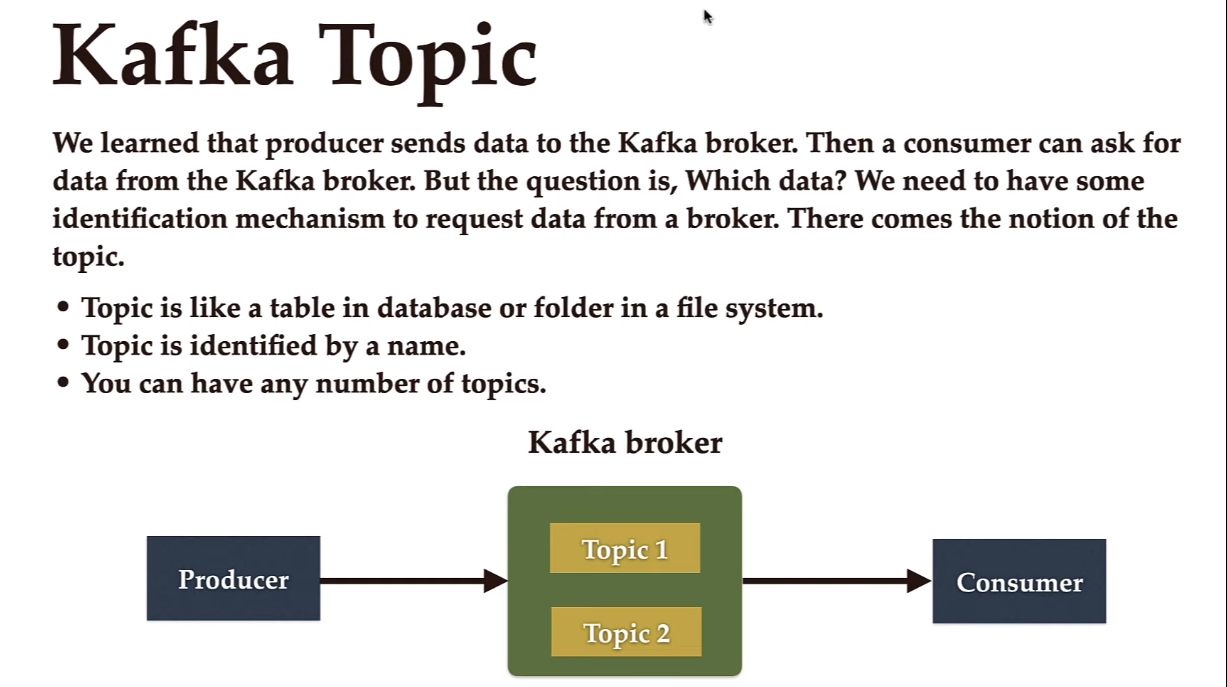 Kafka Topic
We learned that producer sends data to the Kafka broker. Then a consumer can ask for
data from the Kafka broker. But the question is, Which data? We need to have some
identification mechanism to request data from a broker. There comes the notion of the
topic.
• Topic is like a table in database or folder in a file system.
• Topic is identified by a name.
• You can have any number of topics.
Kafka broker
Producer
Topic 1
Topic 2
Consumer